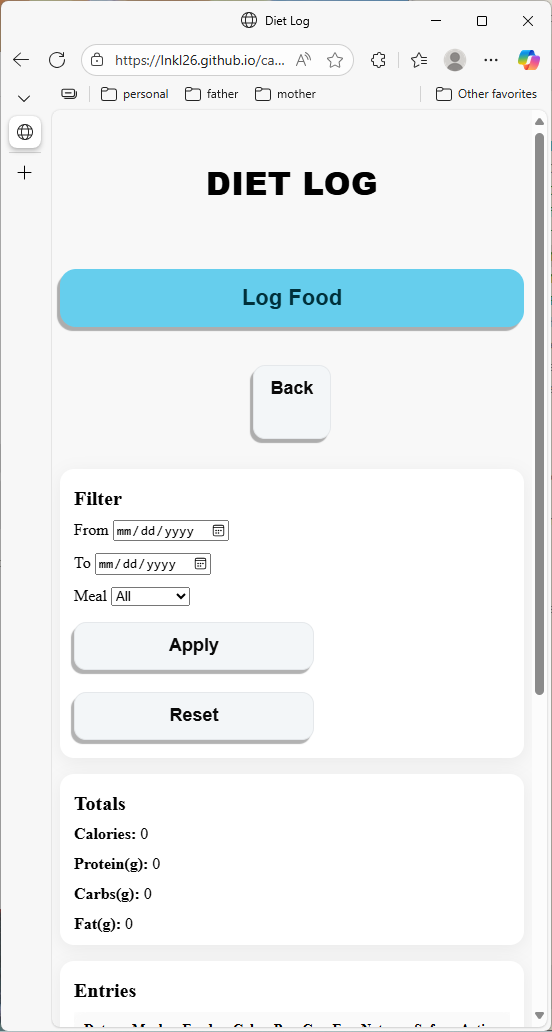 Diet Log
https://lnkl26.github.io/ca...
personal
father
mother
Other favorites
DIET LOG
Log Food
Back
Filter
From mm/dd/yyyy
To mm/dd/yyyy
Meal All
Apply
Reset
Totals
Calories: 0
Protein(g): 0
Carbs(g): 0
Fat(g): 0
Entries